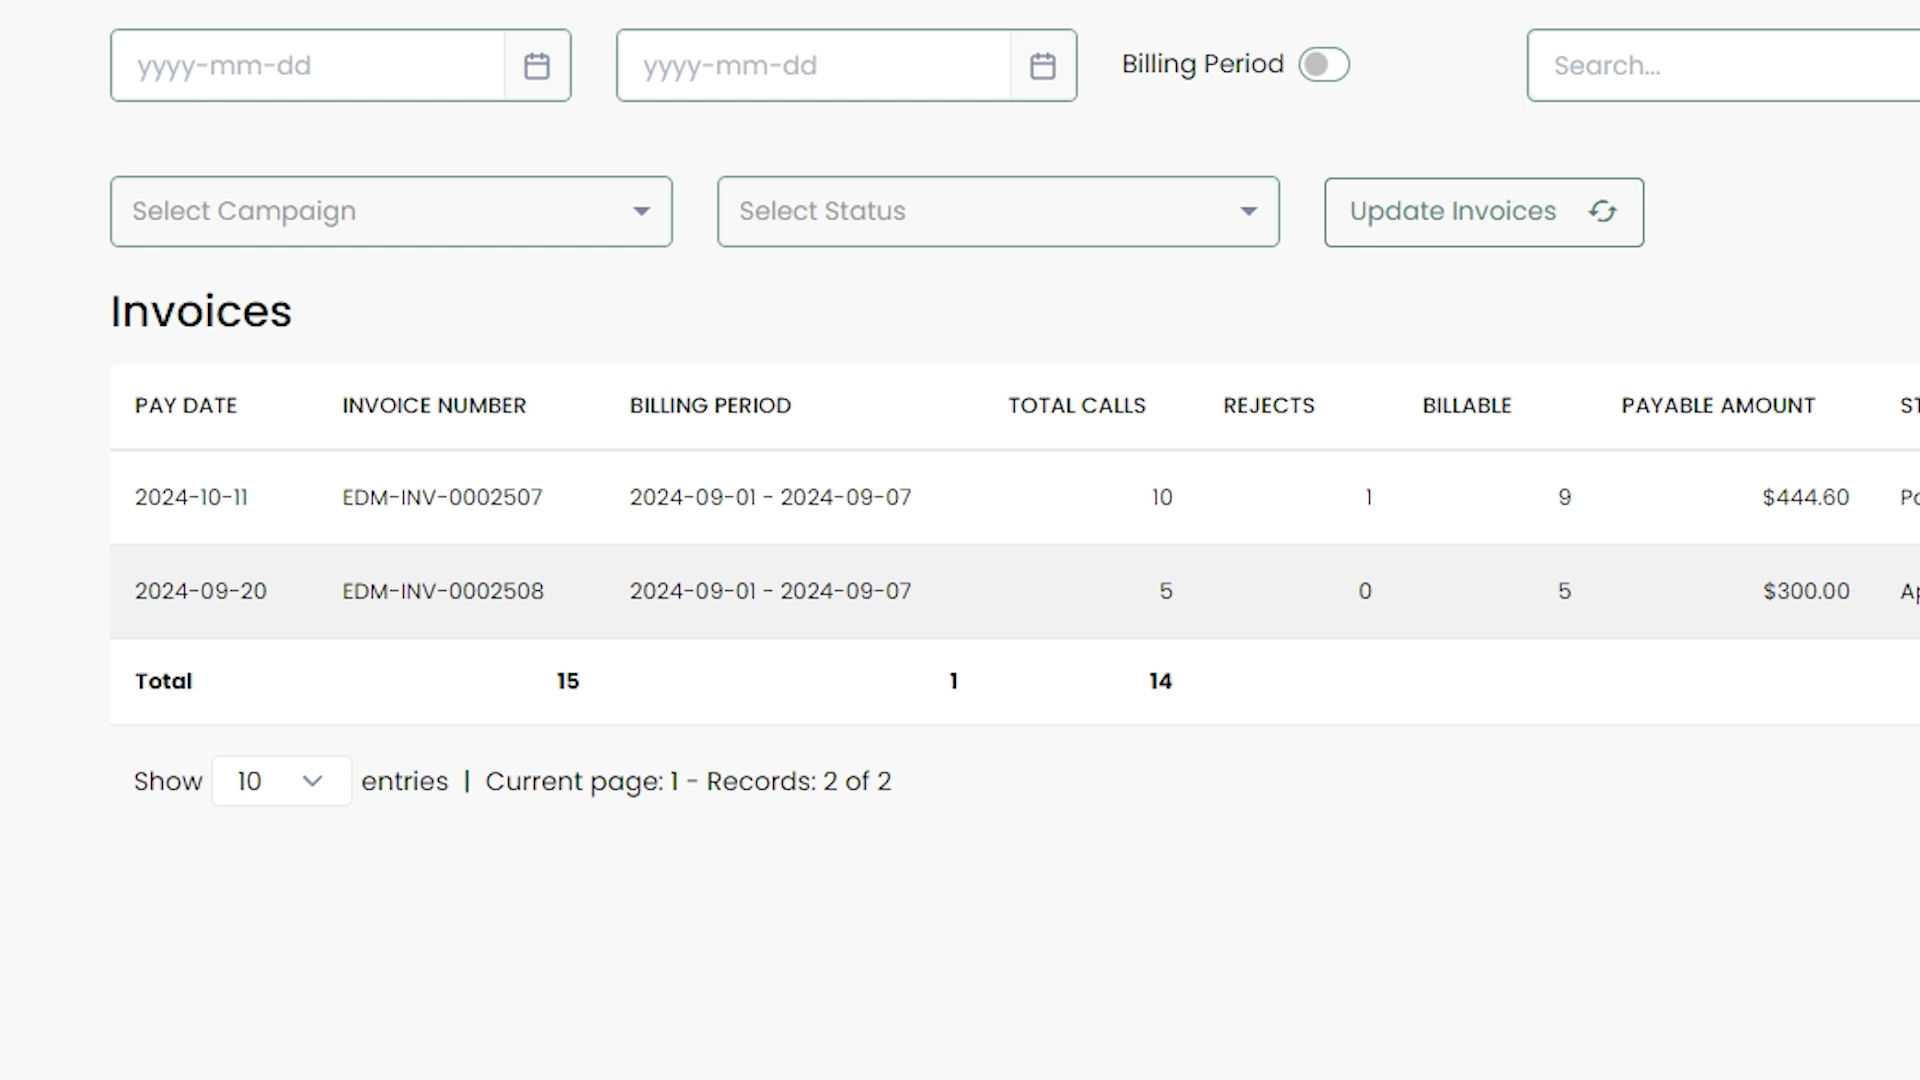 yyyy-mm-dd yyyy-mm-dd Billing Period Search...
Select Campaign Select Status Update Invoices
Invoices
PAY DATE INVOICE NUMBER BILLING PERIOD TOTAL CALLS REJECTS BILLABLE PAYABLE AMOUNT
2024-10-11 EDM-INV-0002507 2024-09-01 - 2024-09-07 10 1 9 $444.60
2024-09-20 EDM-INV-0002508 2024-09-01 - 2024-09-07 5 0 5 $300.00
Total 15 1 14
Show 10 entries | Current page: 1 - Records: 2 of 2